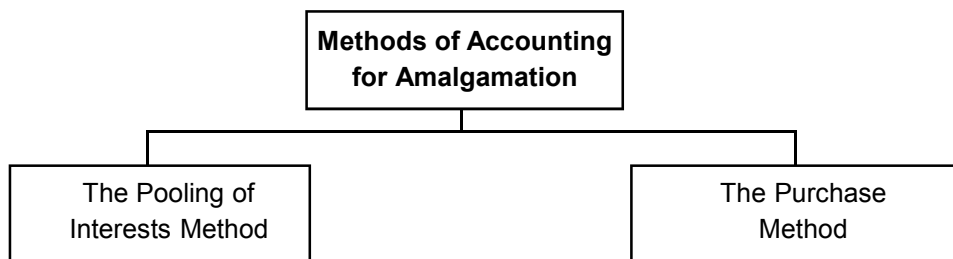 Methods of Accounting
for Amalgamation
The Pooling of
Interests Method
The Purchase
Method